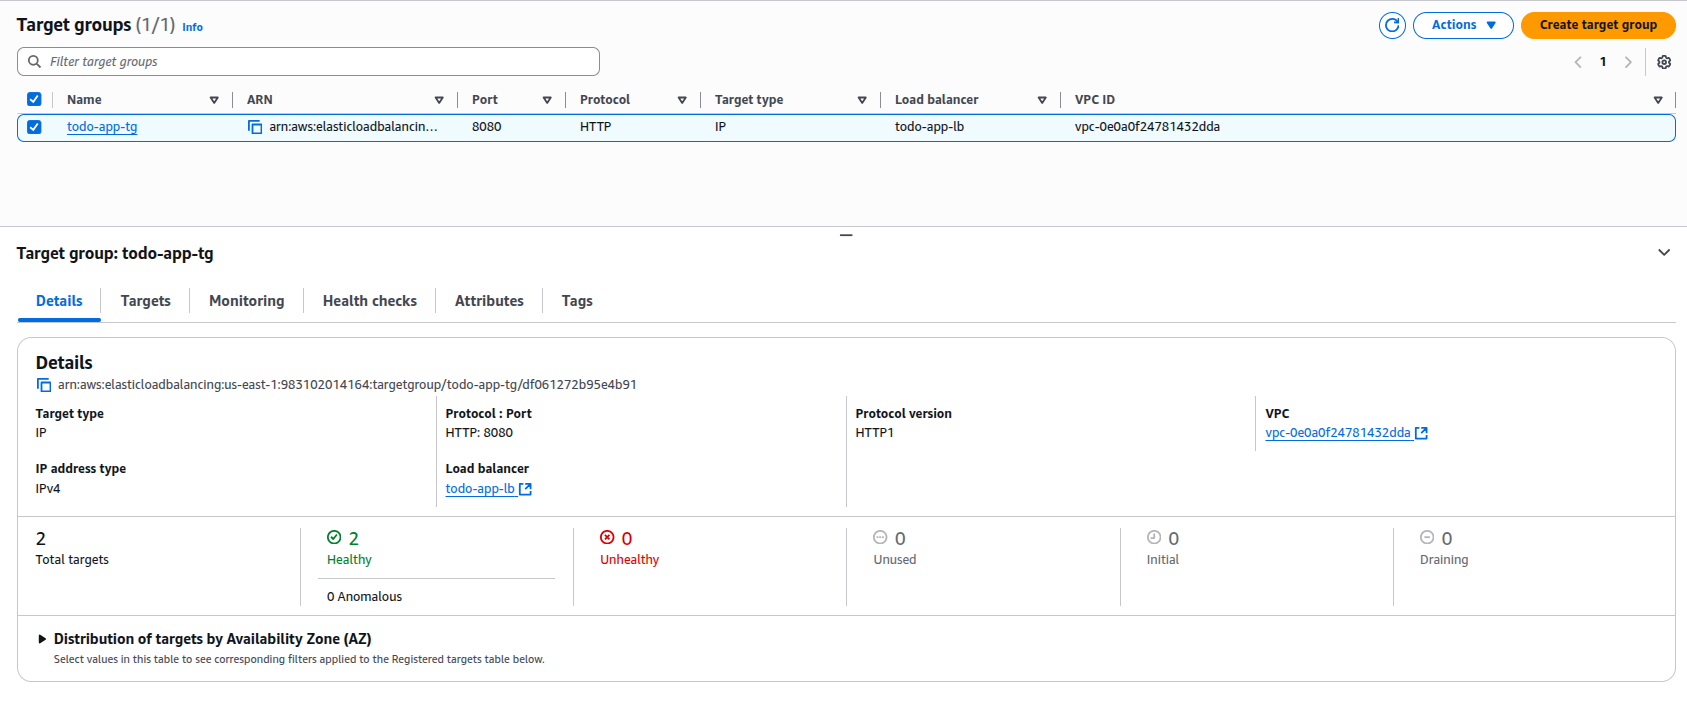 Target groups (1/1) Info
Actions
Create target group
Filter target groups
1
Name ARN Port Protocol Target type Load balancer VPC ID
todo-app-tg arn:aws:elasticloadbalancin... 8080 HTTP IP todo-app-lb vpc-0e0a0f24781432dda
Target group: todo-app-tg
Details Targets Monitoring Health checks Attributes Tags
Details
arn:aws:elasticloadbalancing:us-east-1:983102014164:targetgroup/todo-app-tg/df061272b95e4b91
Target type Protocol : Port Protocol version VPC
IP HTTP: 8080 HTTP1 vpc-0e0a0f24781432dda
IP address type Load balancer
IPv4 todo-app-lb
2 2 0 0 0 0
Total targets Healthy Unhealthy Unused Initial Draining
0 Anomalous
Distribution of targets by Availability Zone (AZ)
Select values in this table to see corresponding filters applied to the Registered targets table below.